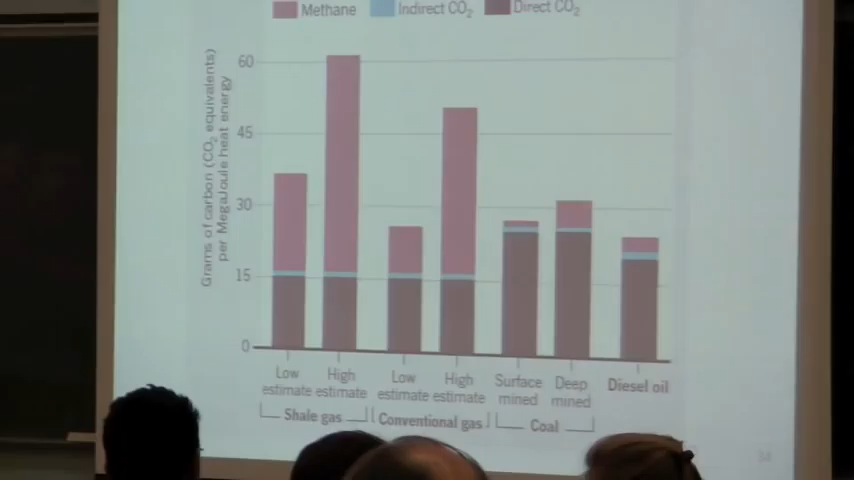 Methane Indirect CO₂ Direct CO₂
Grams of carbon (CO₂ equivalents)
per MegaJoule heat energy
60
45
30
15
0
Low estimate
High estimate
Low estimate
High estimate
Surface mined
Deep mined
Diesel oil
Shale gas Conventional gas Coal
34